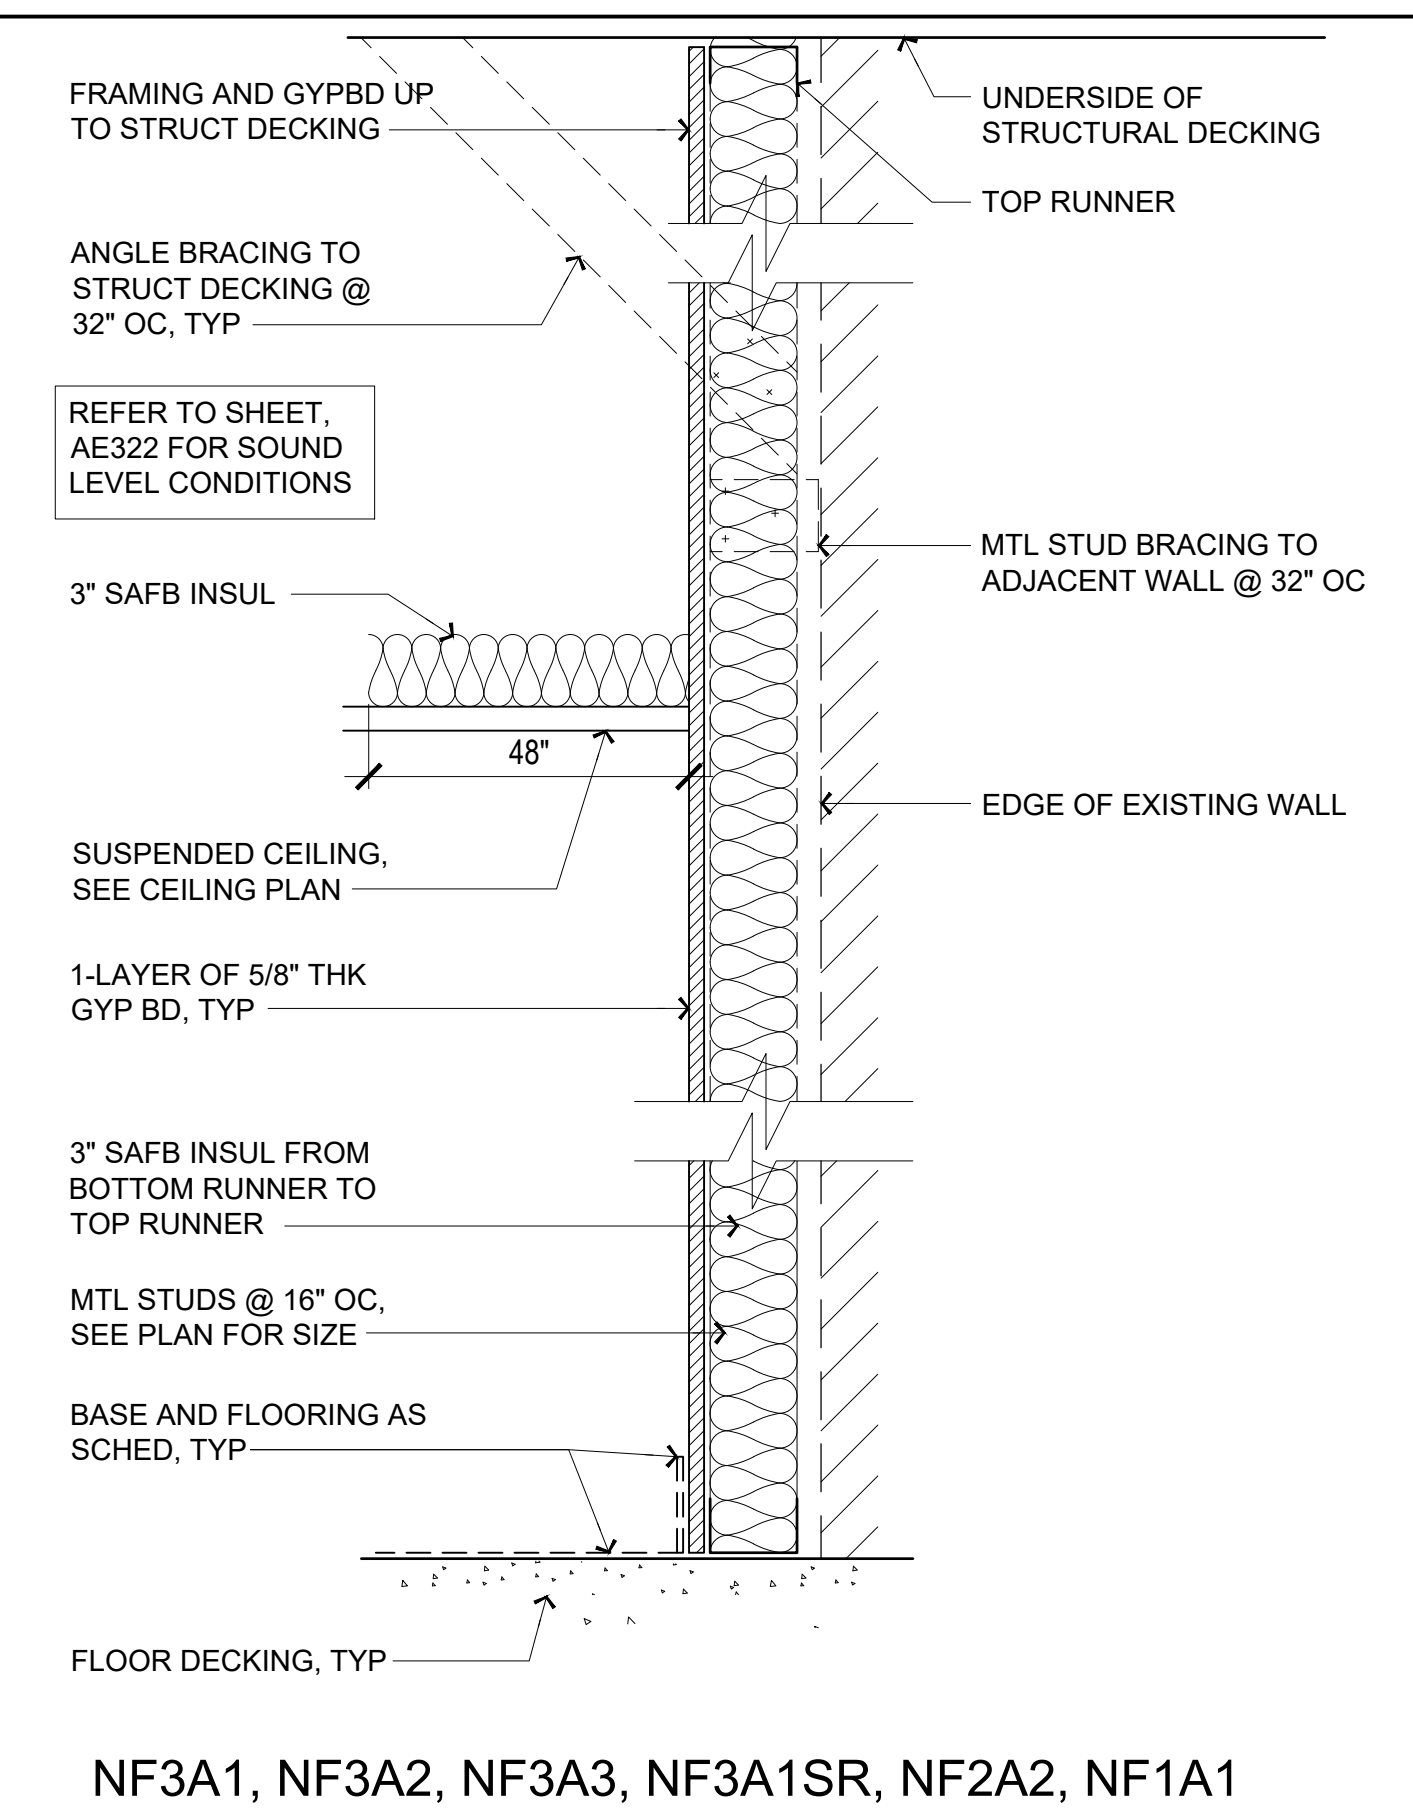 FRAMING AND GYPBD UP
TO STRUCT DECKING
UNDERSIDE OF
STRUCTURAL DECKING
TOP RUNNER
ANGLE BRACING TO
STRUCT DECKING @
32" OC, TYP
REFER TO SHEET,
AE322 FOR SOUND
LEVEL CONDITIONS
MTL STUD BRACING TO
ADJACENT WALL @ 32" OC
3" SAFB INSUL
48"
EDGE OF EXISTING WALL
SUSPENDED CEILING,
SEE CEILING PLAN
1-LAYER OF 5/8" THK
GYP BD, TYP
3" SAFB INSUL FROM
BOTTOM RUNNER TO
TOP RUNNER
MTL STUDS @ 16" OC,
SEE PLAN FOR SIZE
BASE AND FLOORING AS
SCHED, TYP
FLOOR DECKING, TYP
NF3A1, NF3A2, NF3A3, NF3A1SR, NF2A2, NF1A1